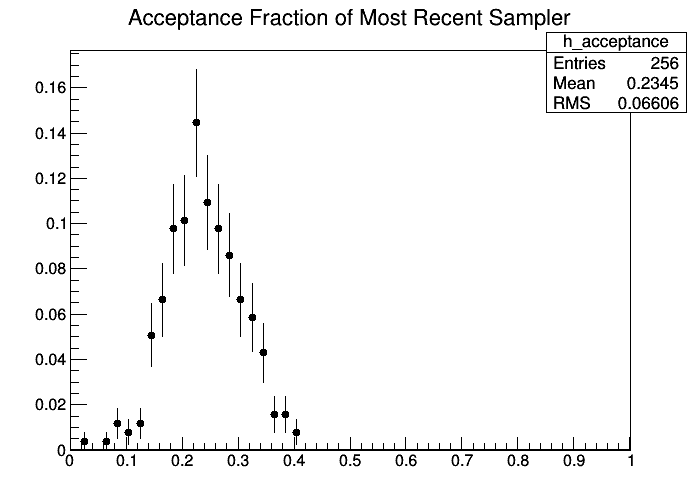 Acceptance Fraction of Most Recent Sampler
h_acceptance
Entries 256
Mean 0.2345
RMS 0.06606
0.16
0.14
0.12
0.1
0.08
0.06
0.04
0.02
0
0 0.1 0.2 0.3 0.4 0.5 0.6 0.7 0.8 0.9 1